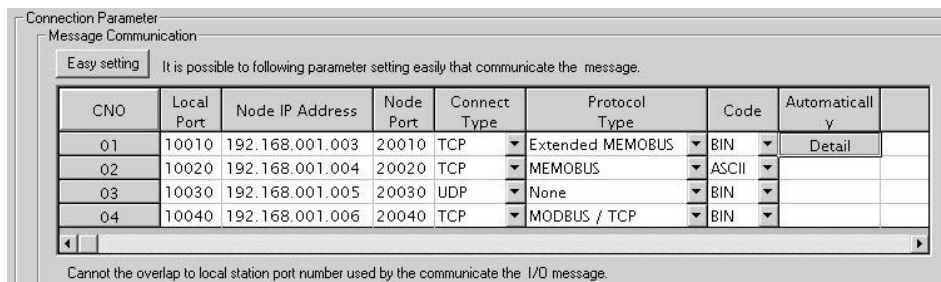 Connection Parameter
Message Communication
Easy setting It is possible to following parameter setting easily that communicate the message.
CNO Local Port Node IP Address Node Port Connect Type Protocol Type Code Automaticall y
01 10010 192.168.001.003 20010 TCP Extended MEMOBUS BIN Detail
02 10020 192.168.001.004 20020 TCP MEMOBUS ASCII
03 10030 192.168.001.005 20030 UDP None BIN
04 10040 192.168.001.006 20040 TCP MODBUS / TCP BIN
Cannot the overlap to local station port number used by the communicate the I/O message.